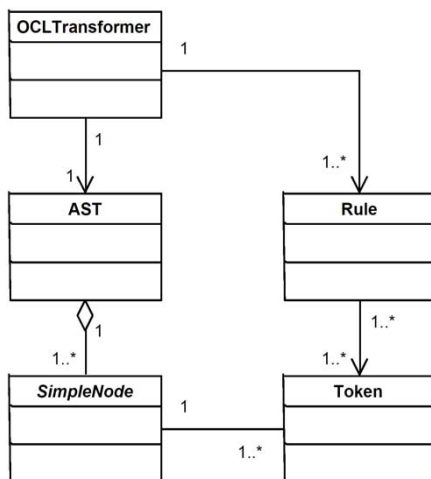 OCLTransformer
1
1
1..*
1
AST
Rule
1
1..*
1..*
1..*
SimpleNode
1
Token
1..*